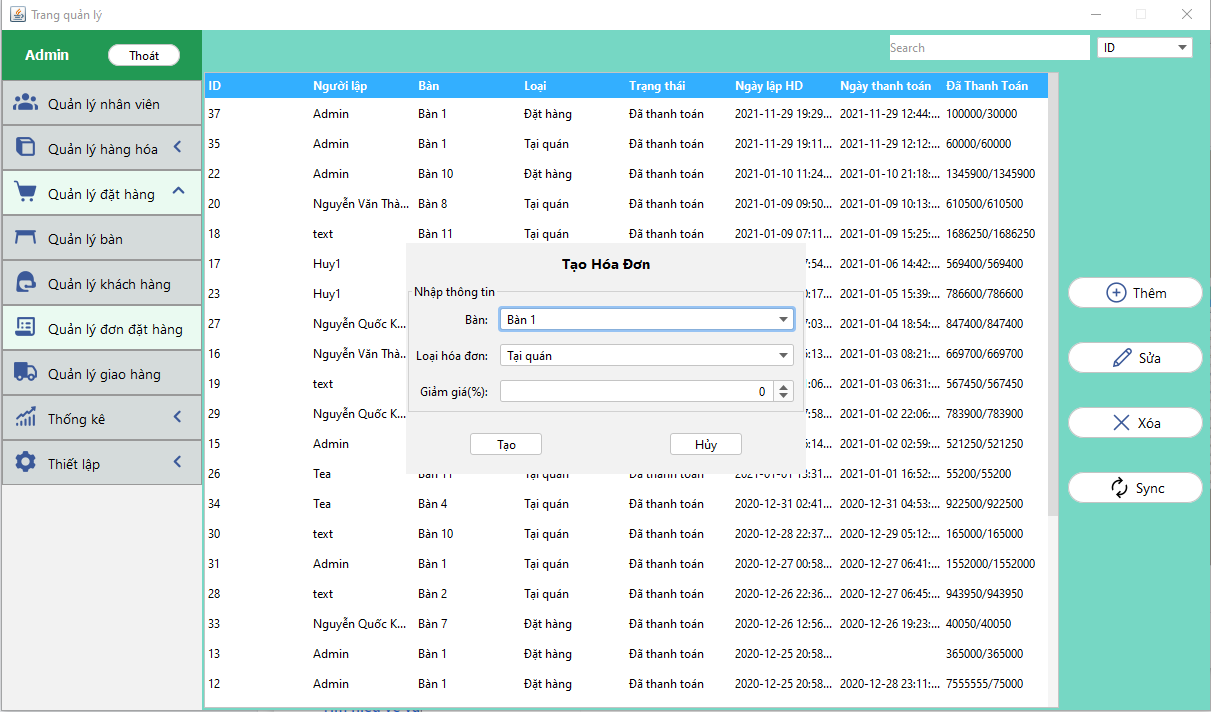 Trang quản lý
Admin Thoát
Search ID
Quản lý nhân viên
Quản lý hàng hóa
Quản lý đặt hàng
Quản lý bàn
Quản lý khách hàng
Quản lý đơn đặt hàng
Quản lý giao hàng
Thống kê
Thiết lập
ID Người lập Bàn Loại Trạng thái Ngày lập HD Ngày thanh toán Đã Thanh Toán
37 Admin Bàn 1 Đặt hàng Đã thanh toán 2021-11-29 19:29... 2021-11-29 12:44:... 100000/30000
35 Admin Bàn 1 Tại quán Đã thanh toán 2021-11-29 19:11... 2021-11-29 12:12:... 60000/60000
22 Admin Bàn 10 Đặt hàng Đã thanh toán 2021-01-10 11:24... 2021-01-10 21:18:... 1345900/1345900
20 Nguyễn Văn Thà... Bàn 8 Tại quán Đã thanh toán 2021-01-09 09:50... 2021-01-09 10:13:... 610500/610500
18 text Bàn 11 Tại quán Đã thanh toán 2021-01-09 07:11... 2021-01-09 15:25:... 1686250/1686250
17 Huy1 :54... 2021-01-06 14:42:... 569400/569400
23 Huy1 :17... 2021-01-05 15:39:... 786600/786600
27 Nguyễn Quốc K... :03... 2021-01-04 18:54:... 847400/847400
16 Nguyễn Văn Thà... :13... 2021-01-03 08:21:... 669700/669700
19 text :06... 2021-01-03 06:31:... 567450/567450
29 Nguyễn Quốc K... :58... 2021-01-02 22:06:... 783900/783900
15 Admin :14... 2021-01-02 02:59:... 521250/521250
26 Tea Bàn 11 Tại quán Đã thanh toán 2021-01-01 13:31... 2021-01-01 16:52:... 55200/55200
34 Tea Bàn 4 Tại quán Đã thanh toán 2020-12-31 02:41... 2020-12-31 04:53:... 922500/922500
30 text Bàn 10 Tại quán Đã thanh toán 2020-12-28 22:37... 2020-12-29 05:12:... 165000/165000
31 Admin Bàn 1 Tại quán Đã thanh toán 2020-12-27 00:58... 2020-12-27 06:41:... 1552000/1552000
28 text Bàn 2 Tại quán Đã thanh toán 2020-12-26 22:36... 2020-12-27 06:45:... 943950/943950
33 Nguyễn Quốc K... Bàn 7 Đặt hàng Đã thanh toán 2020-12-26 12:56... 2020-12-26 19:23:... 40050/40050
13 Admin Bàn 1 Đặt hàng Đã thanh toán 2020-12-25 20:58... 365000/365000
12 Admin Bàn 1 Đặt hàng Đã thanh toán 2020-12-25 20:58... 2020-12-28 23:11:... 7555555/75000
Tạo Hóa Đơn
Nhập thông tin
Bàn: Bàn 1
Loại hóa đơn: Tại quán
Giảm giá(%): 0
Tạo Hủy
Thêm
Sửa
Xóa
Sync